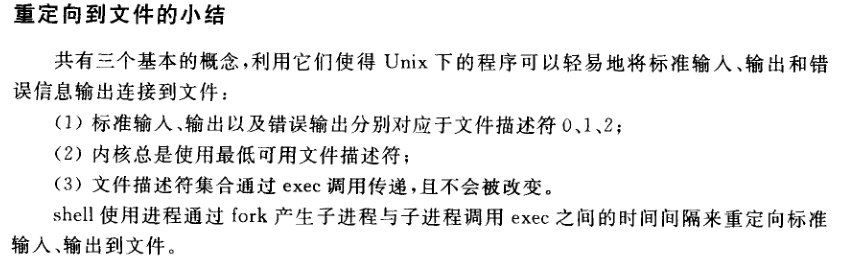 重定向到文件的小结
共有三个基本的概念,利用它们使得 Unix 下的程序可以轻易地将标准输入、输出和错
误信息输出连接到文件:
(1) 标准输入、输出以及错误输出分别对应于文件描述符 0、1、2;
(2) 内核总是使用最低可用文件描述符;
(3) 文件描述符集合通过 exec 调用传递,且不会被改变。
shell 使用进程通过 fork 产生子进程与子进程调用 exec 之间的时间间隔来重定向标准
输入、输出到文件。